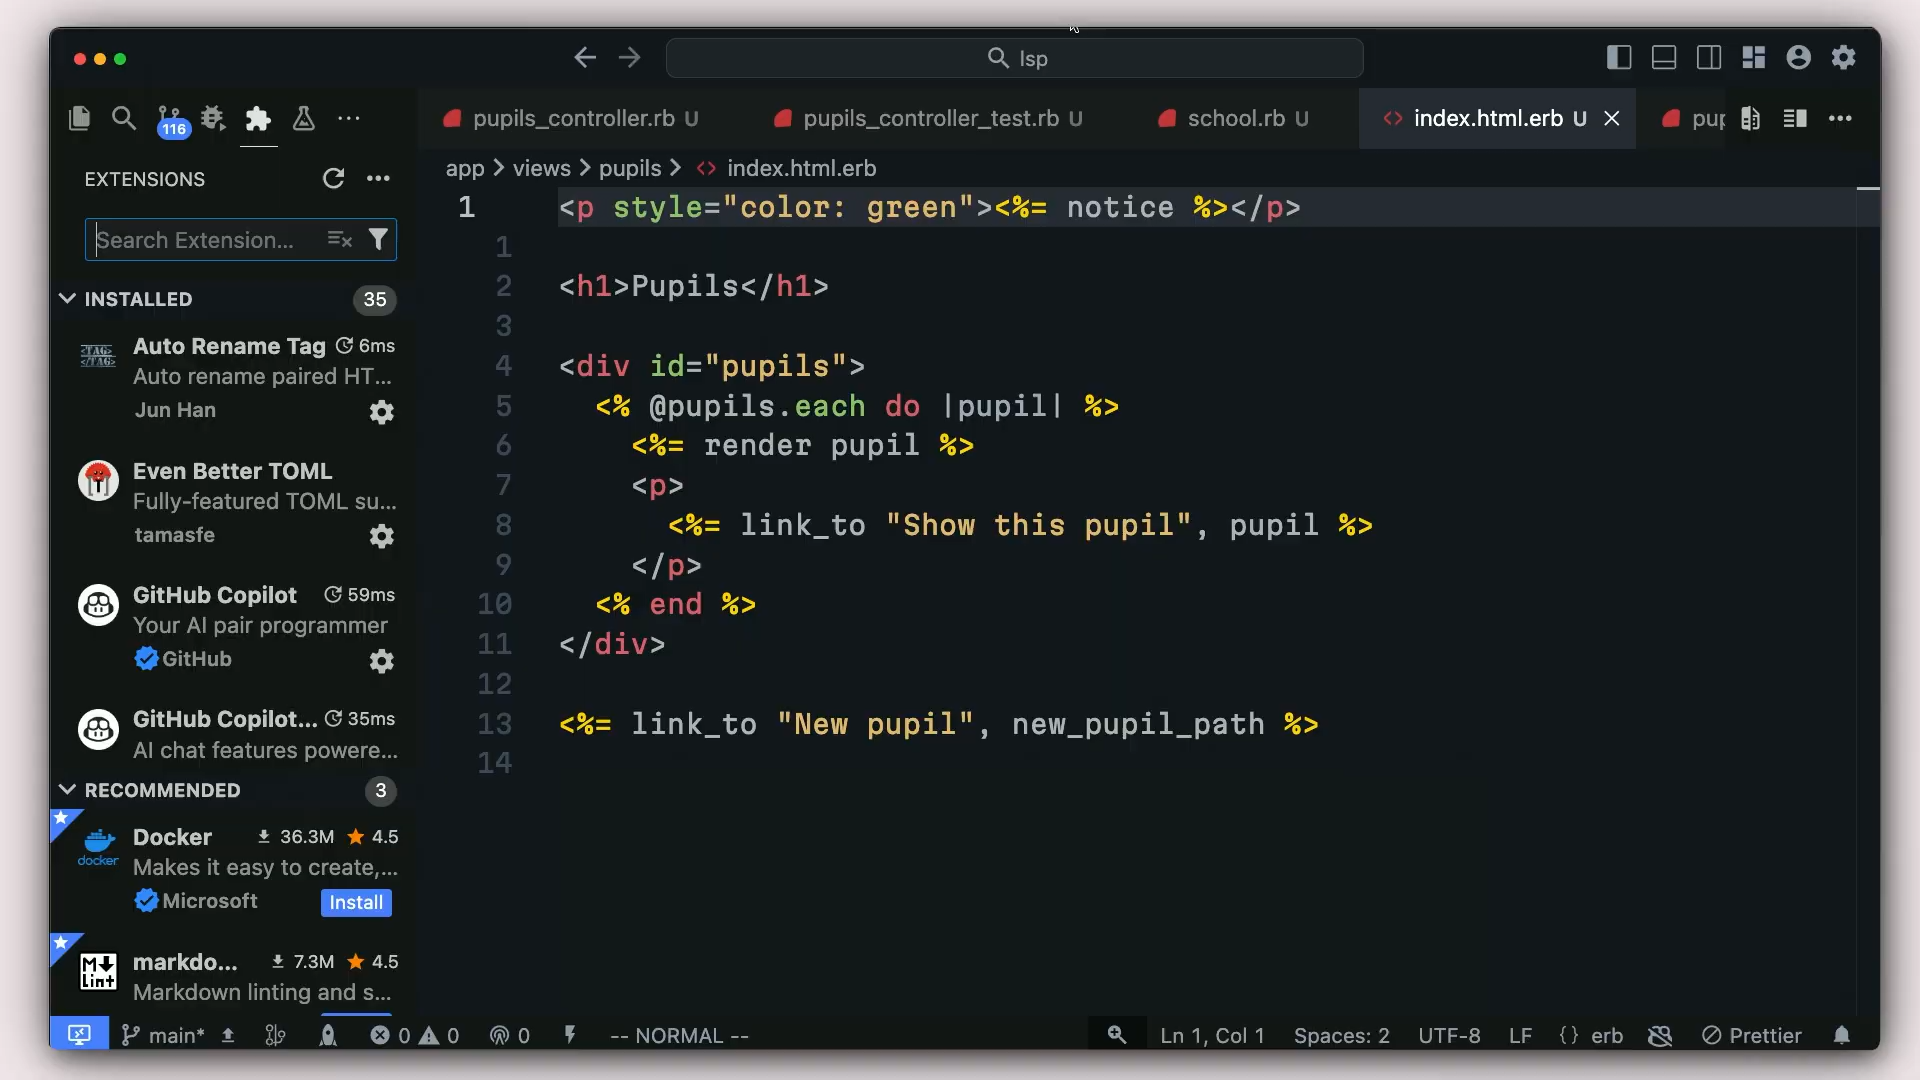 lsp
116
pupils_controller.rb U
pupils_controller_test.rb U
school.rb U
index.html.erb U
pup
EXTENSIONS
app > views > pupils > <> index.html.erb
Search Extension...
INSTALLED 35
Auto Rename Tag 6ms
Auto rename paired HT...
Jun Han
Even Better TOML
Fully-featured TOML su...
tamasfe
GitHub Copilot 59ms
Your AI pair programmer
GitHub
GitHub Copilot... 35ms
AI chat features powere...
RECOMMENDED 3
Docker 36.3M 4.5
docker
Makes it easy to create,...
Microsoft Install
markdo... 7.3M 4.5
M lint
Markdown linting and s...
1 <p style="color: green"><%= notice %></p>
1
2 <h1>Pupils</h1>
3
4 <div id="pupils">
5 <% @pupils.each do |pupil| %>
6 <%= render pupil %>
7 <p>
8 <%= link_to "Show this pupil", pupil %>
9 </p>
10 <% end %>
11 </div>
12
13 <%= link_to "New pupil", new_pupil_path %>
14
main* 0 0 0 -- NORMAL -- Ln 1, Col 1 Spaces: 2 UTF-8 LF {} erb Prettier